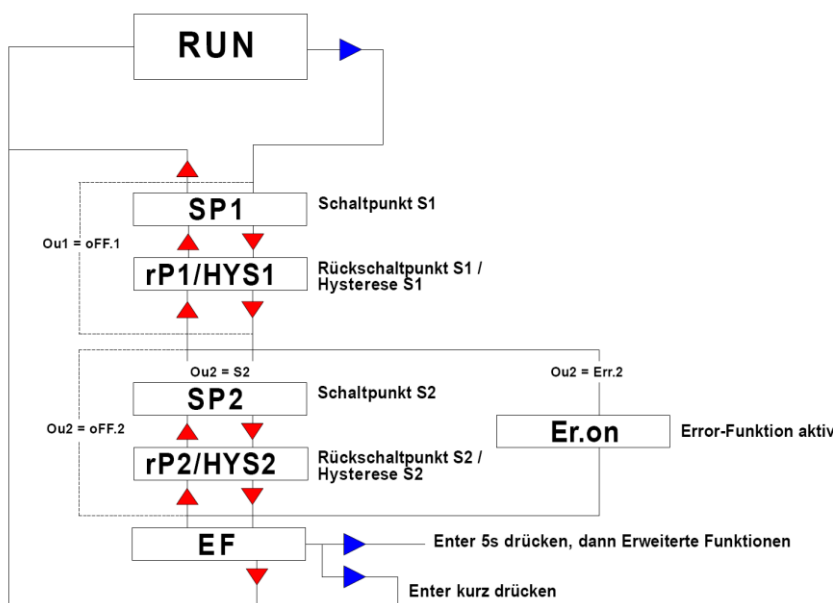 RUN
SP1
Schaltpunkt S1
Ou1 = oFF.1
rP1/HYS1
Rückschaltpunkt S1 /
Hysterese S1
Ou2 = S2
Ou2 = Err.2
SP2
Schaltpunkt S2
Ou2 = oFF.2
Er.on
Error-Funktion aktiv
rP2/HYS2
Rückschaltpunkt S2 /
Hysterese S2
EF
Enter 5s drücken, dann Erweiterte Funktionen
Enter kurz drücken